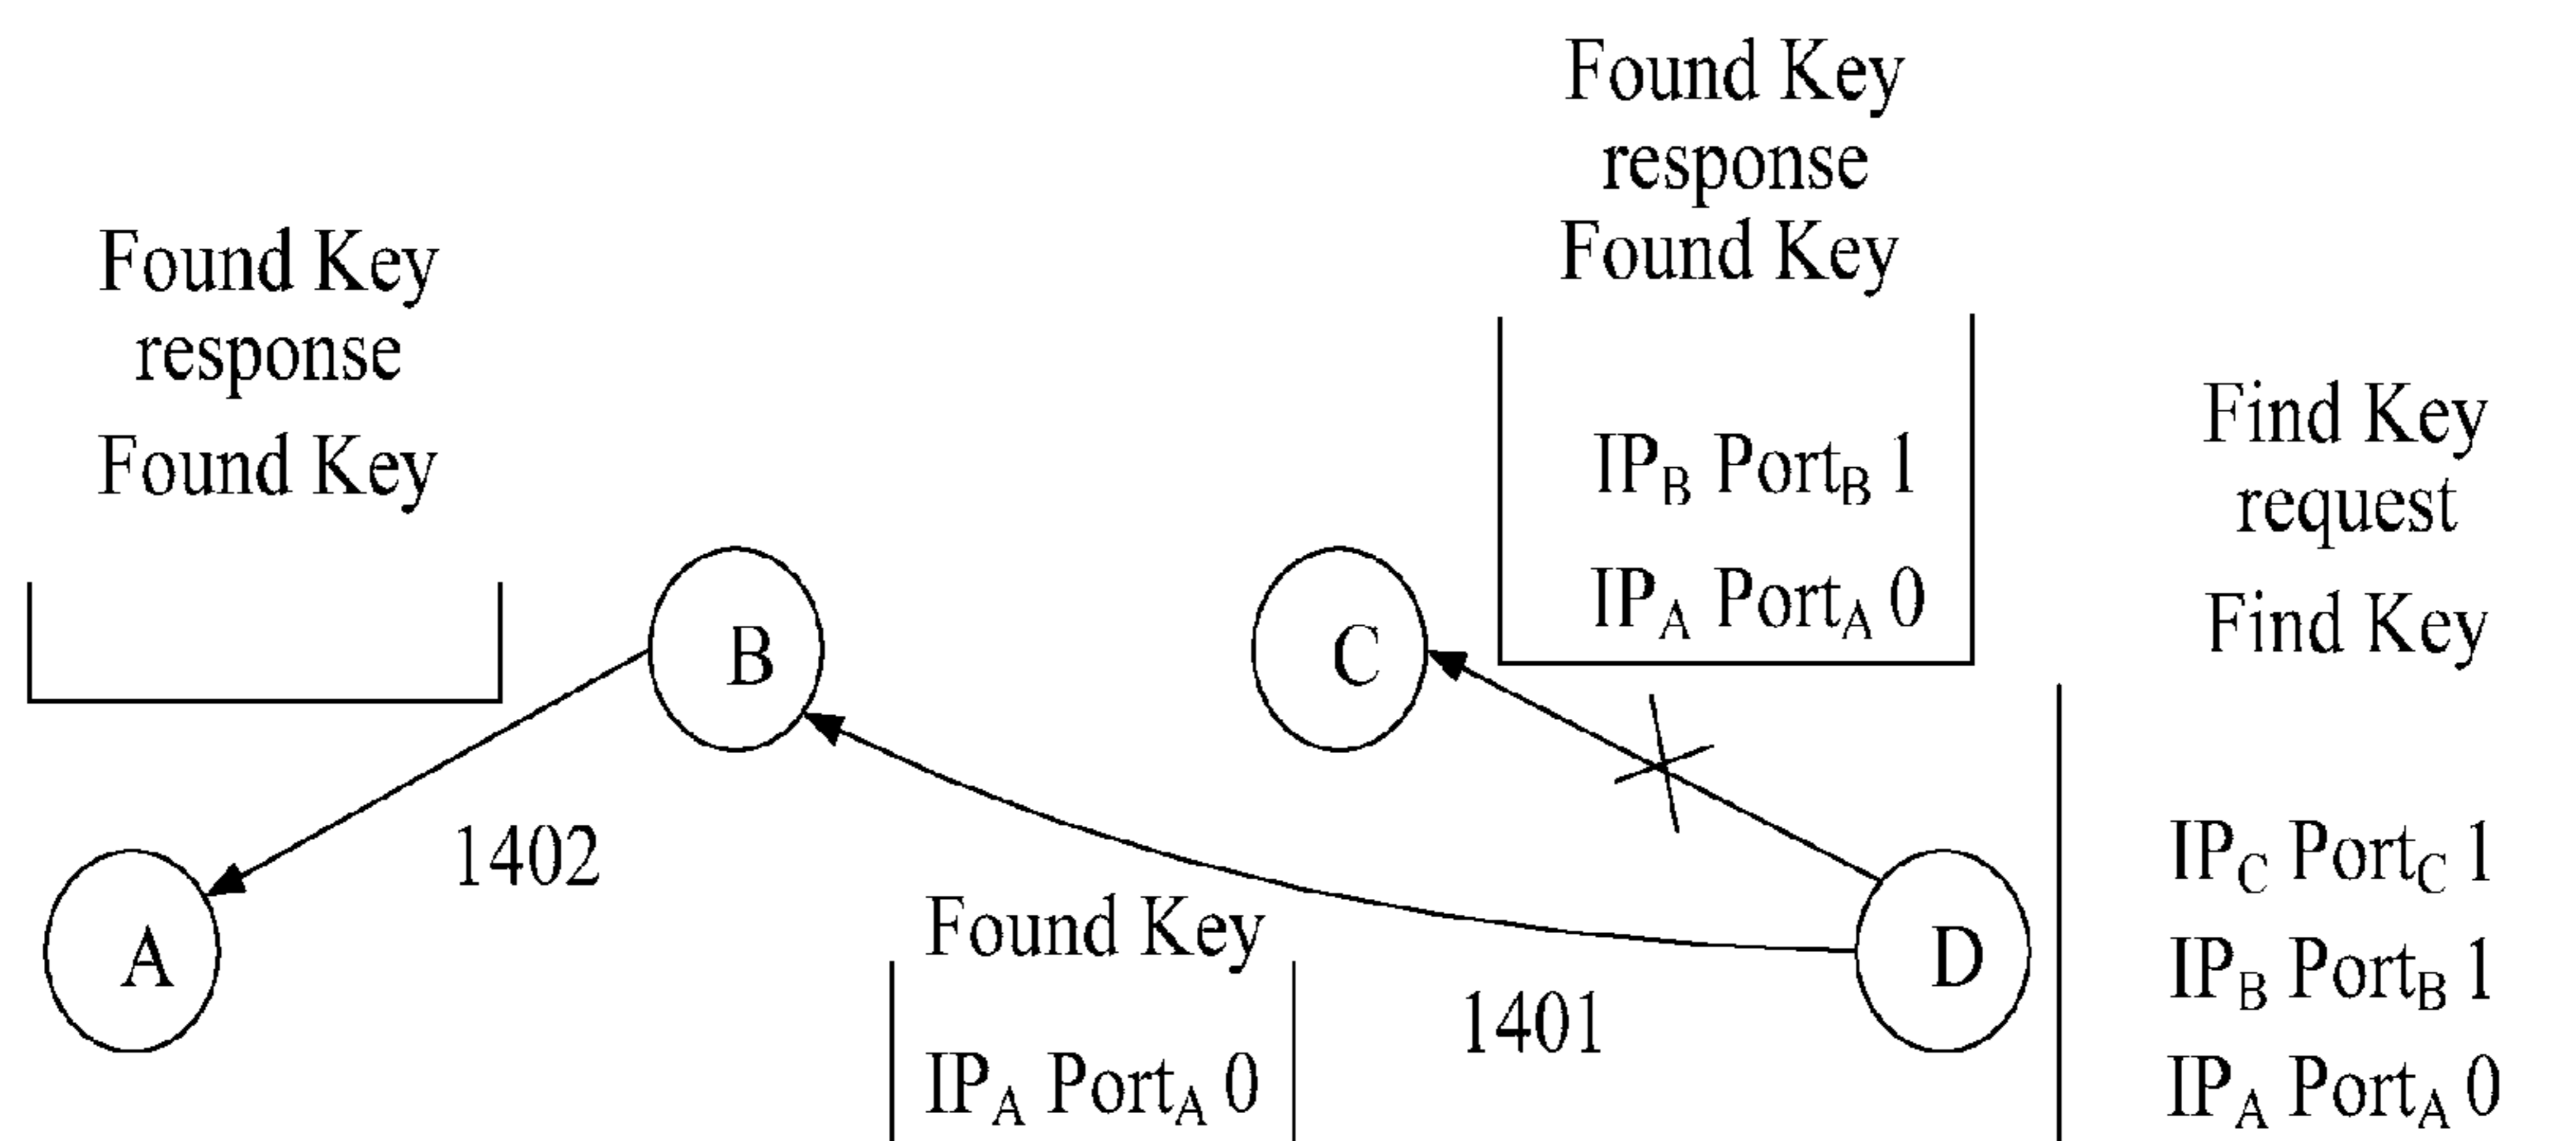 Found Key
response
Found Key
IP_B Port_B 1
IP_A Port_A 0
Found Key
response
Found Key
Find Key
request
Find Key
B
C
A
D
1402
1401
Found Key
IP_A Port_A 0
IP_C Port_C 1
IP_B Port_B 1
IP_A Port_A 0